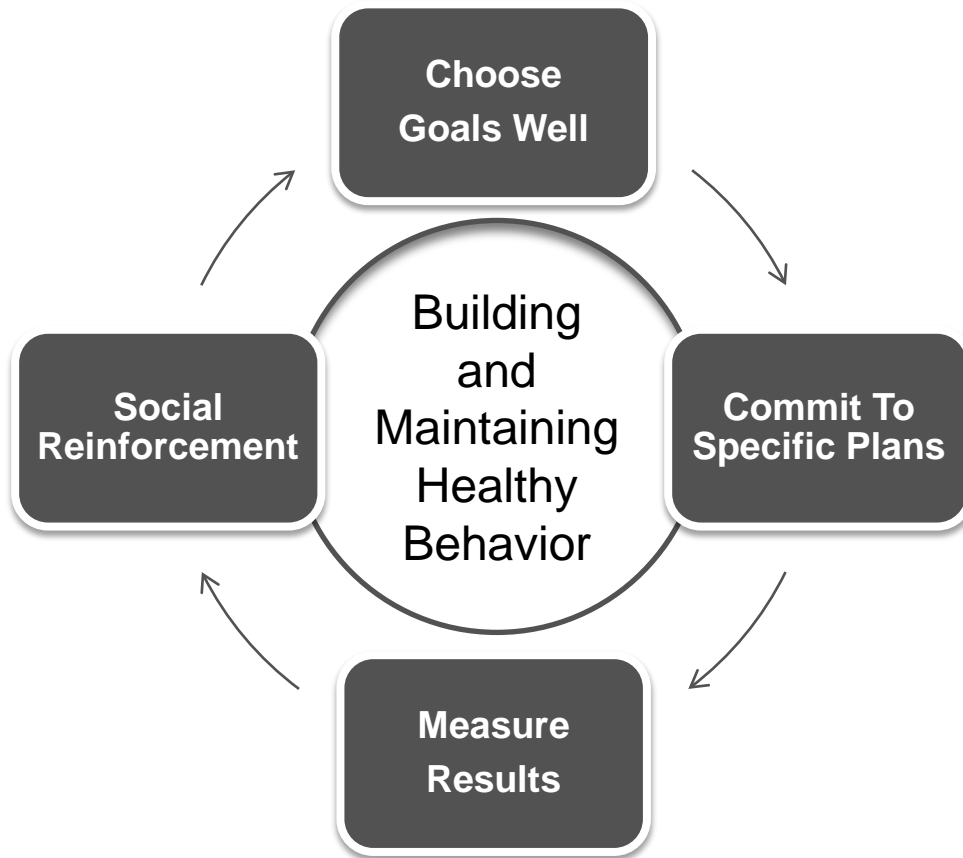 Choose
Goals Well
Building
and
Maintaining
Healthy
Behavior
Social
Reinforcement
Commit To
Specific Plans
Measure
Results